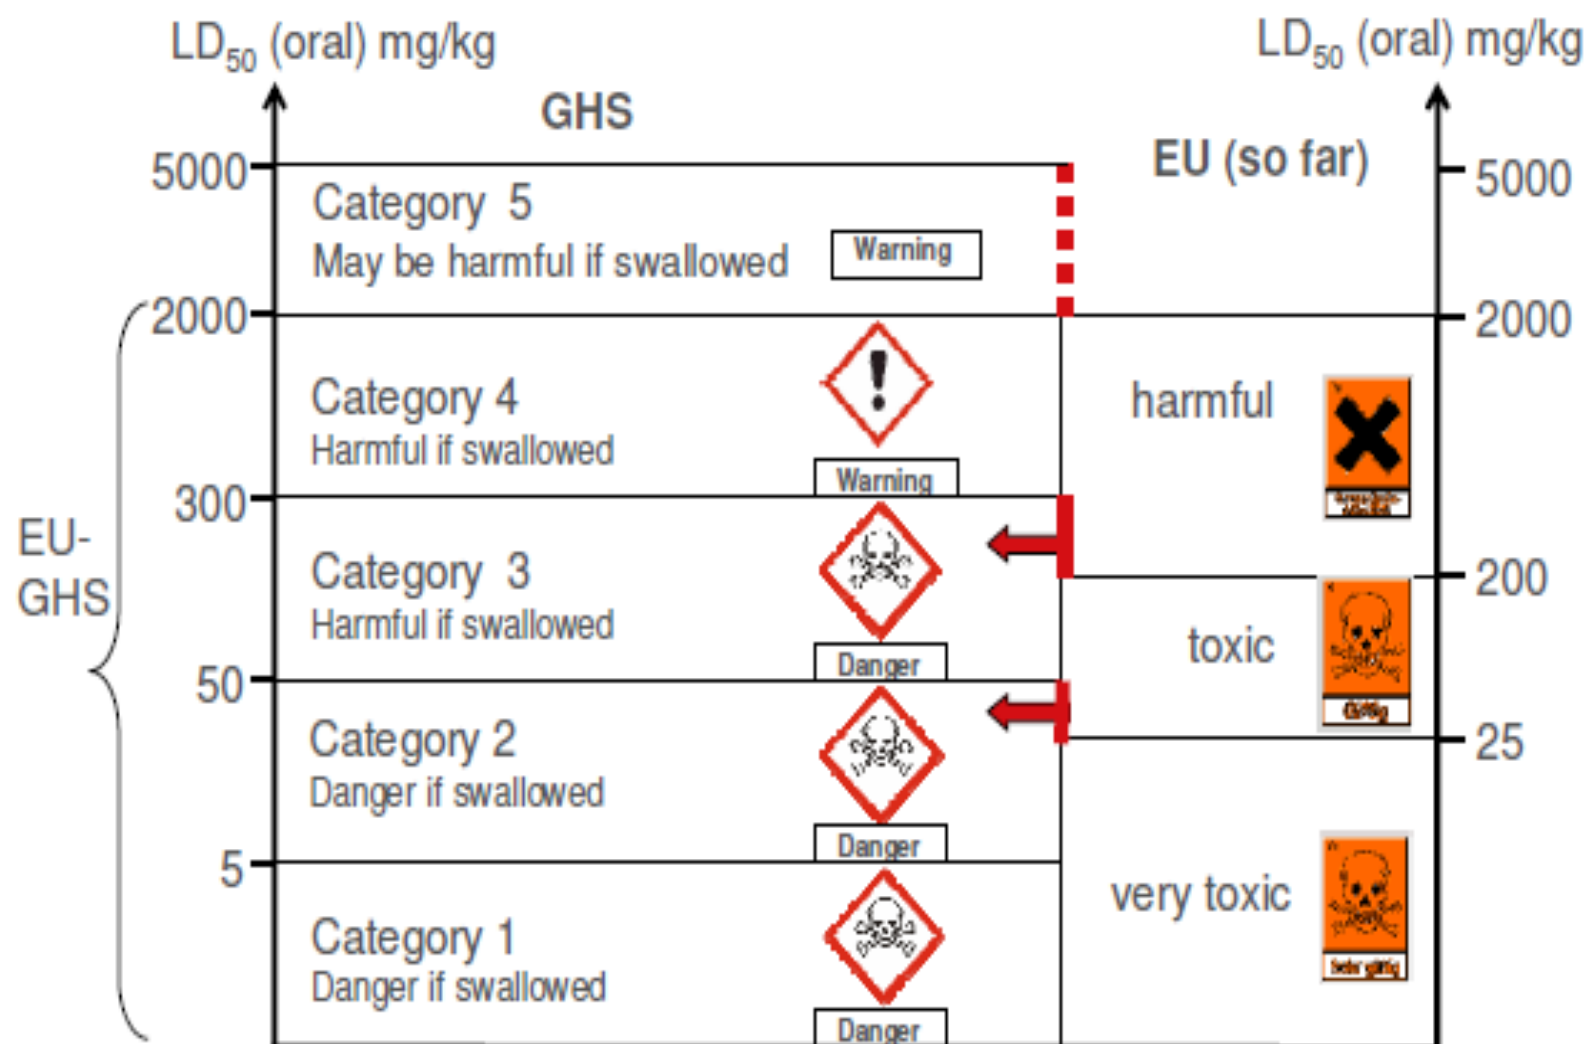 LD50 (oral) mg/kg
LD50 (oral) mg/kg
GHS
EU (so far)
5000
5000
Category 5
May be harmful if swallowed
Warning
2000
2000
Category 4
Harmful if swallowed
Warning
harmful
300
EU-
GHS
Category 3
Harmful if swallowed
Danger
200
toxic
Giftig
50
Category 2
Danger if swallowed
Danger
25
5
very toxic
Sehr giftig
Category 1
Danger if swallowed
Danger